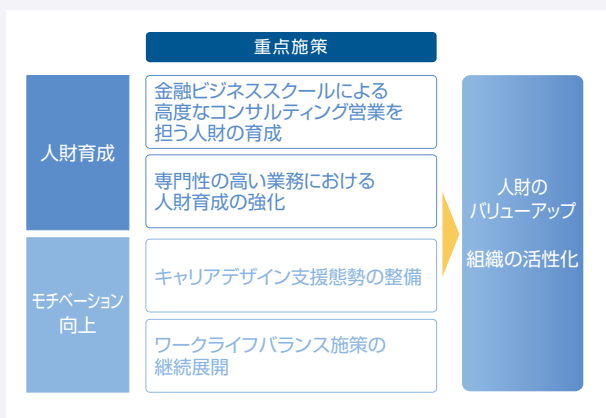 重点施策
人財育成
金融ビジネススクールによる
高度なコンサルティング営業を
担う人財の育成
専門性の高い業務における
人財育成の強化
モチベーション
向上
キャリアデザイン支援態勢の整備
ワークライフバランス施策の
継続展開
人財の
バリューアップ
組織の活性化